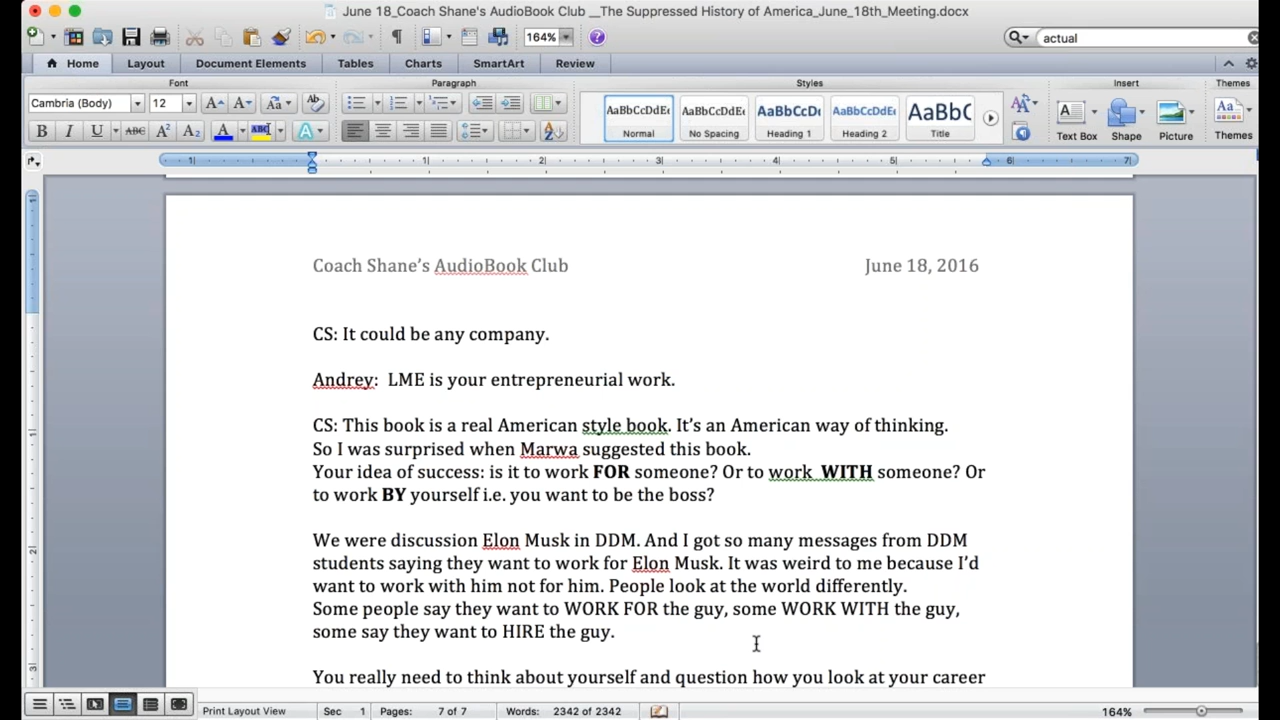 June 18_Coach Shane's AudioBook Club __The Suppressed History of America_June_18th_Meeting.docx
164%
actual
Home Layout Document Elements Tables Charts SmartArt Review
Font Paragraph Styles Insert Themes
Cambria (Body) 12
AaBbCcDdEe AaBbCcDdEe AaBbCcDc AaBbCcDdEe AaBbC
Normal No Spacing Heading 1 Heading 2 Title Text Box Shape Picture Themes
1 1 2 3 4 5 6 7
Coach Shane's AudioBook Club June 18, 2016
CS: It could be any company.
Andrey:  LME is your entrepreneurial work.
CS: This book is a real American style book. It's an American way of thinking.
So I was surprised when Marwa suggested this book.
Your idea of success: is it to work FOR someone? Or to work  WITH someone? Or
to work BY yourself i.e. you want to be the boss?
We were discussion Elon Musk in DDM. And I got so many messages from DDM
students saying they want to work for Elon Musk. It was weird to me because I'd
want to work with him not for him. People look at the world differently.
Some people say they want to WORK FOR the guy, some WORK WITH the guy,
some say they want to HIRE the guy.
You really need to think about yourself and question how you look at your career
Print Layout View Sec 1 Pages: 7 of 7 Words: 2342 of 2342 164%